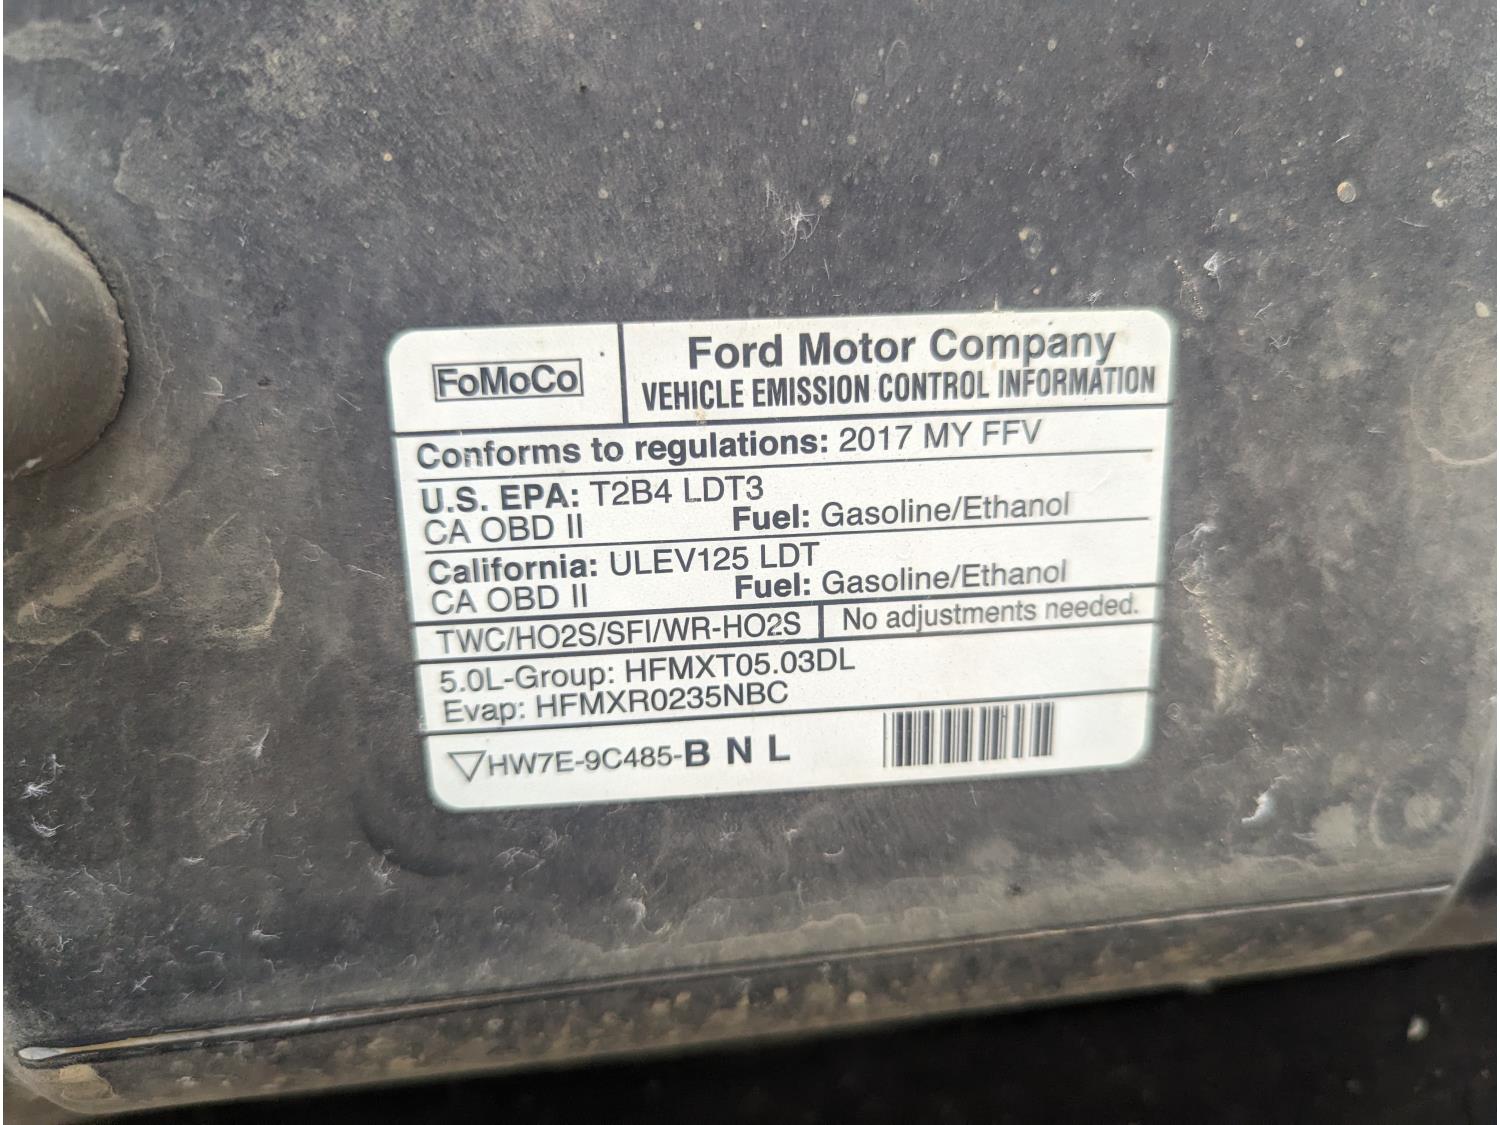 FoMoCo
Ford Motor Company
VEHICLE EMISSION CONTROL INFORMATION
Conforms to regulations: 2017 MY FFV
U.S. EPA: T2B4 LDT3
CA OBD II Fuel: Gasoline/Ethanol
California: ULEV125 LDT
CA OBD II Fuel: Gasoline/Ethanol
TWC/HO2S/SFI/WR-HO2S No adjustments needed.
5.0L-Group: HFMXT05.03DL
Evap: HFMXR0235NBC
▽HW7E-9C485-B N L